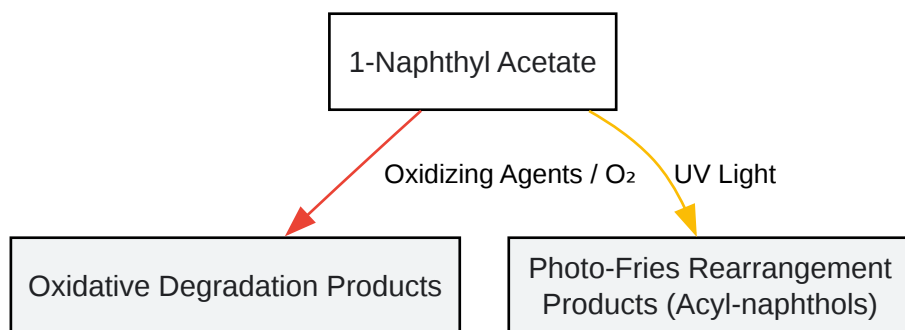 1-Naphthyl Acetate
Oxidizing Agents / O₂
UV Light
Oxidative Degradation Products
Photo-Fries Rearrangement
Products (Acyl-naphthols)